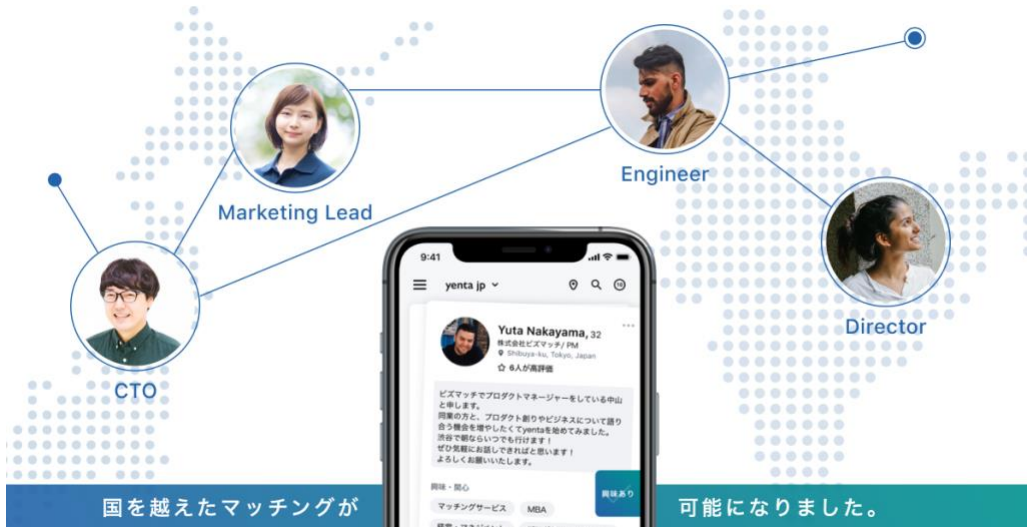 Engineer
Marketing Lead
Director
CTO
9:41
yenta jp
Yuta Nakayama, 32
株式会社ビズマッチ/ PM
Shibuya-ku, Tokyo, Japan
6人が高評価
ビズマッチでプロダクトマネージャーをしている中山
と申します。
同業の方と、プロダクト創りやビジネスについて語り
合う機会を増やしたくてyentaを始めてみました。
渋谷で朝ならいつでも行けます！
ぜひ気軽にお話しできればと思います！
よろしくお願いいたします。
興味・関心
興味あり
マッチングサービス MBA
国を越えたマッチングが
可能になりました。